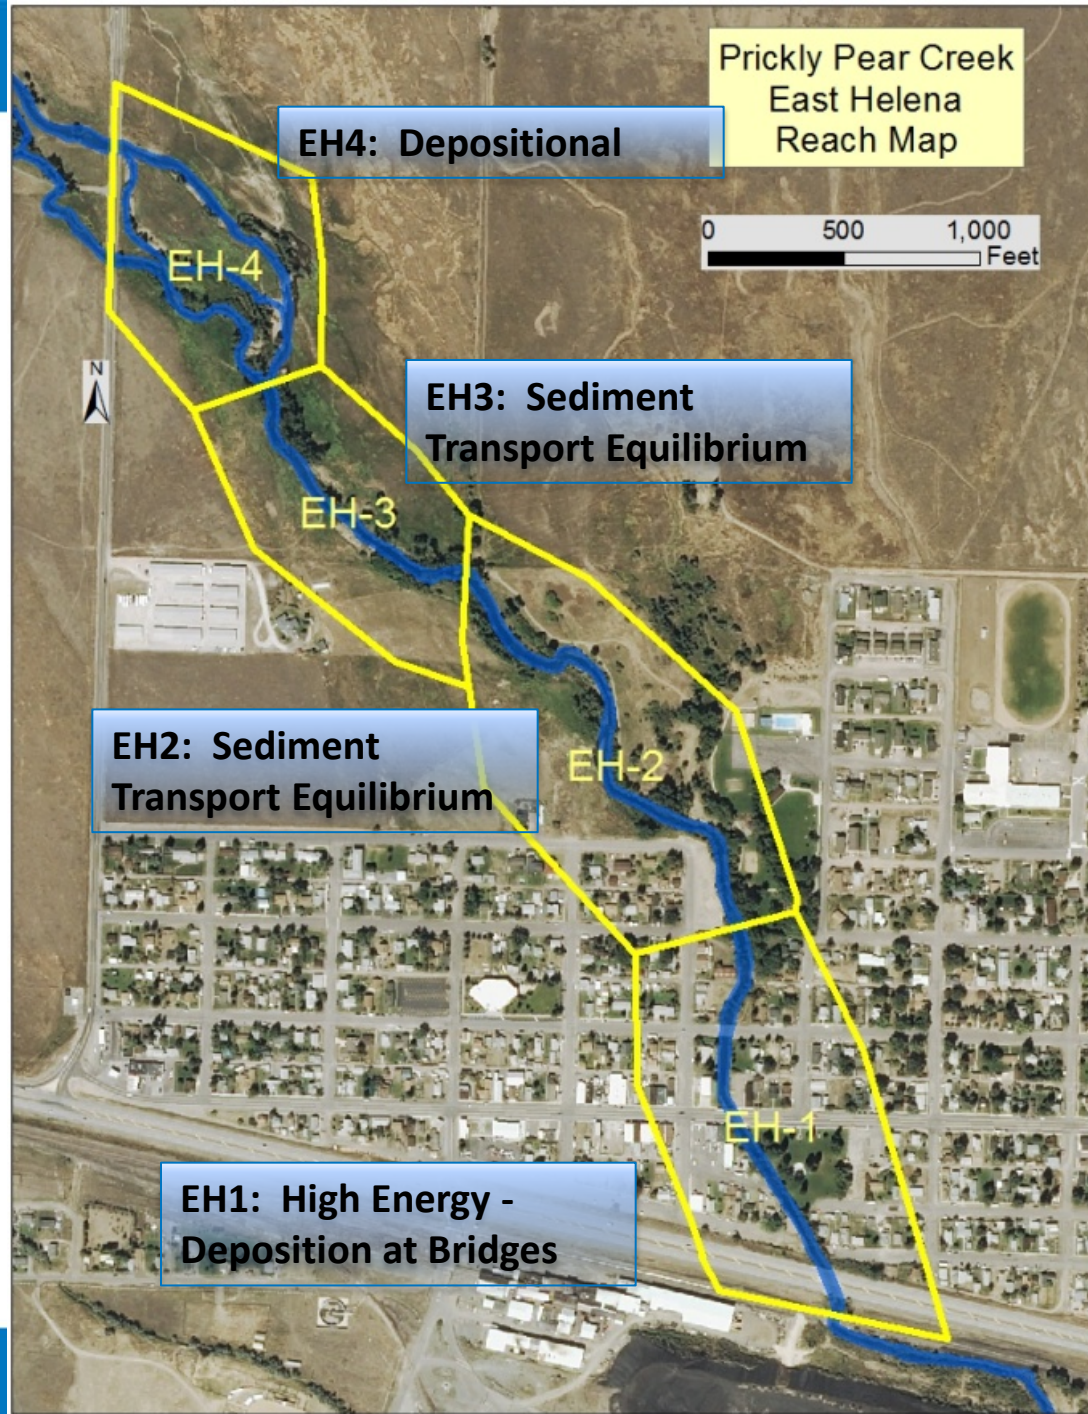 Prickly Pear Creek
East Helena
Reach Map
EH4: Depositional
0 500 1,000
Feet
EH-4
N
EH3: Sediment
Transport Equilibrium
EH-3
EH2: Sediment
Transport Equilibrium
EH-2
EH-1
EH1: High Energy -
Deposition at Bridges